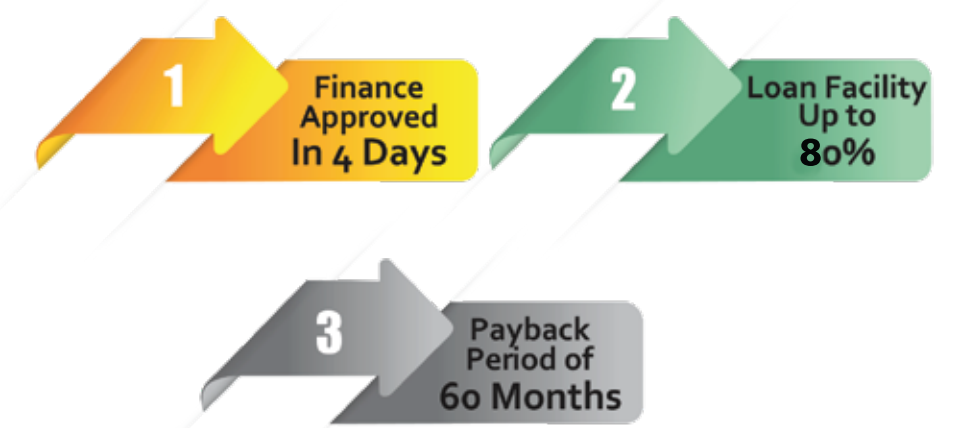 1
Finance
Approved
In 4 Days
2
Loan Facility
Up to
80%
3
Payback
Period of
60 Months